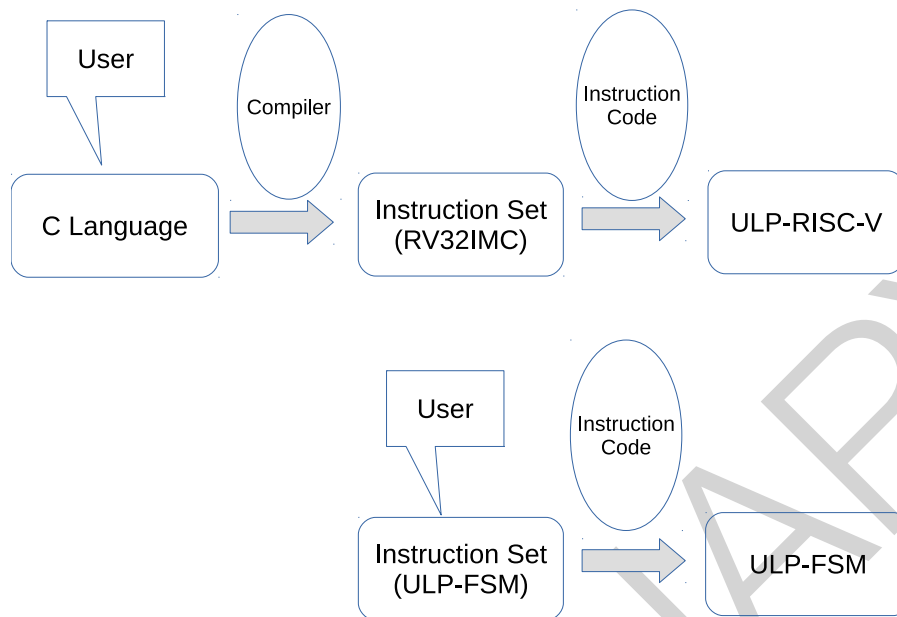 User
Compiler
Instruction
Code
C Language
Instruction Set
(RV32IMC)
ULP-RISC-V
User
Instruction
Code
Instruction Set
(ULP-FSM)
ULP-FSM